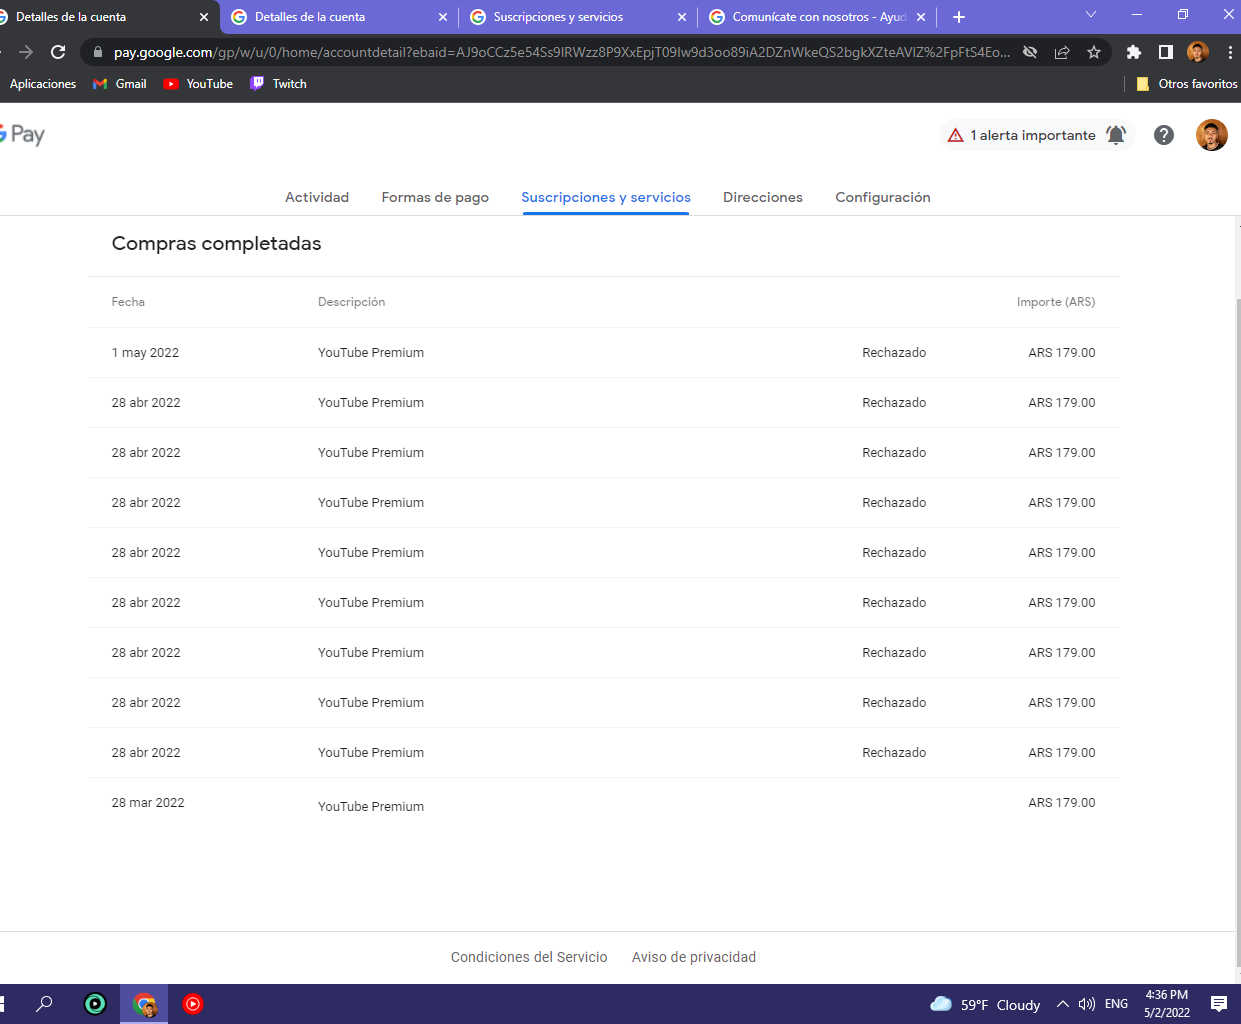 Detalles de la cuenta
Detalles de la cuenta
Suscripciones y servicios
Comunícate con nosotros - Ayud
pay.google.com/gp/w/u/0/home/accountdetail?ebaid=AJ9oCCz5e54Ss9IRWzz8P9XxEpjT09Iw9d3oo89iA2DZnWkeQS2bgkXZteAVIZ%2FpFtS4Eo...
Aplicaciones Gmail YouTube Twitch Otros favoritos
G Pay
1 alerta importante
Actividad Formas de pago Suscripciones y servicios Direcciones Configuración
Compras completadas
Fecha Descripción Importe (ARS)
1 may 2022 YouTube Premium Rechazado ARS 179.00
28 abr 2022 YouTube Premium Rechazado ARS 179.00
28 abr 2022 YouTube Premium Rechazado ARS 179.00
28 abr 2022 YouTube Premium Rechazado ARS 179.00
28 abr 2022 YouTube Premium Rechazado ARS 179.00
28 abr 2022 YouTube Premium Rechazado ARS 179.00
28 abr 2022 YouTube Premium Rechazado ARS 179.00
28 abr 2022 YouTube Premium Rechazado ARS 179.00
28 abr 2022 YouTube Premium Rechazado ARS 179.00
28 mar 2022 YouTube Premium ARS 179.00
Condiciones del Servicio Aviso de privacidad
59°F Cloudy ENG
4:36 PM
5/2/2022